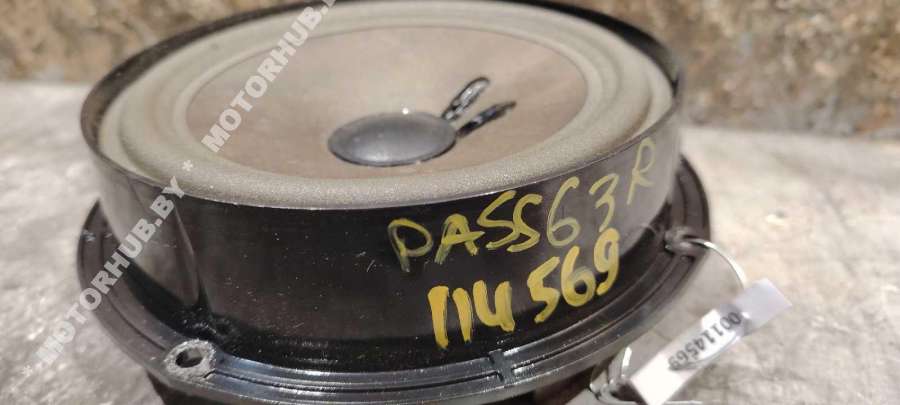 * MOTORHUB.BY * MOTORHUB.BY *
PASS63R
114569
00114569